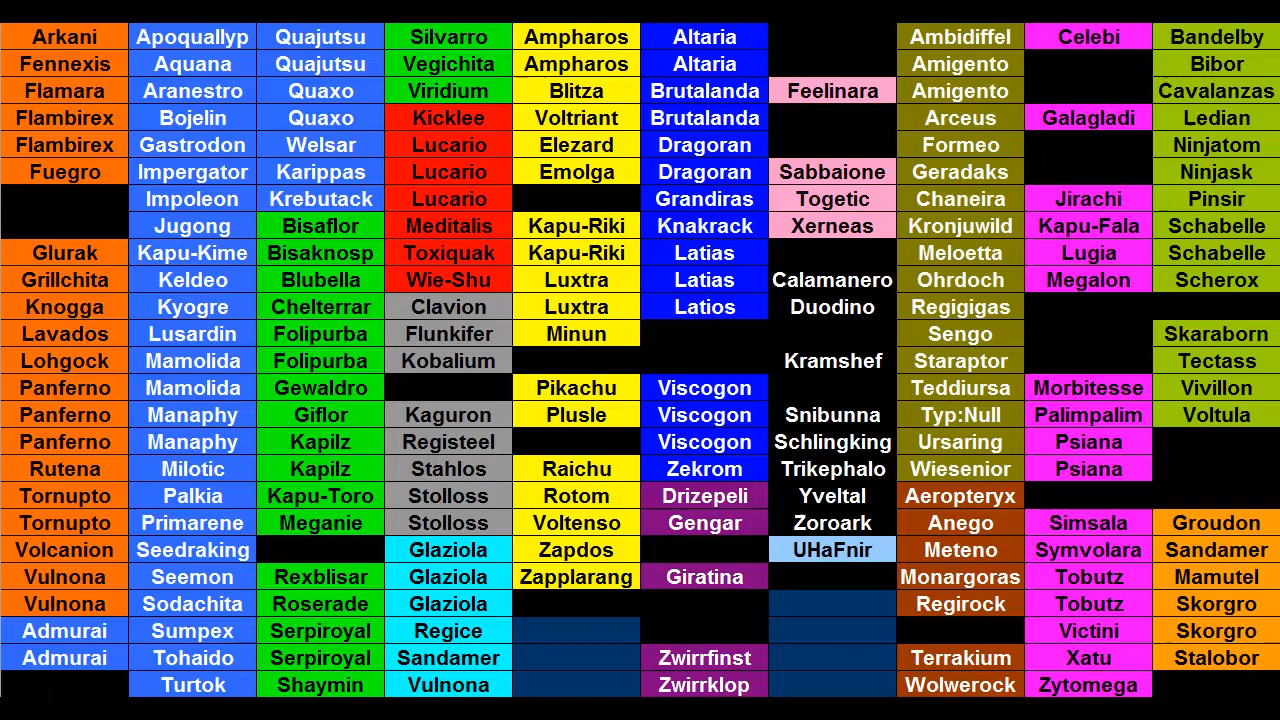 Arkani Apoquallyp Quajutsu Silvarro Ampharos Altaria Ambidiffel Celebi Bandelby
Fennexis Aquana Quajutsu Vegichita Ampharos Altaria Amigento Bibor
Flamara Aranestro Quaxo Viridium Blitza Brutalanda Feelinara Amigento Cavalanzas
Flambirex Bojelin Quaxo Kicklee Voltriant Brutalanda Arceus Galagladi Ledian
Flambirex Gastrodon Welsar Lucario Elezard Dragoran Formeo Ninjatom
Fuegro Impergator Karippas Lucario Emolga Dragoran Sabbaione Geradaks Ninjask
Impoleon Krebutack Lucario Grandiras Togetic Chaneira Jirachi Pinsir
Jugong Bisaflor Meditalis Kapu-Riki Knakrack Xerneas Kronjuwild Kapu-Fala Schabelle
Glurak Kapu-Kime Bisaknosp Toxiquak Kapu-Riki Latias Meloetta Lugia Schabelle
Grillchita Keldeo Blubella Wie-Shu Luxtra Latias Calamanero Ohrdoch Megalon Scherox
Knogga Kyogre Chelterrar Clavion Luxtra Latios Duodino Regigigas
Lavados Lusardin Folipurba Flunkifer Minun Sengo Skaraborn
Lohgock Mamolida Folipurba Kobalium Kramshef Staraptor Tectass
Panferno Mamolida Gewaldro Pikachu Viscogon Teddiursa Morbitesse Vivillon
Panferno Manaphy Giflor Kaguron Plusle Viscogon Snibunna Typ:Null Palimpalim Voltula
Panferno Manaphy Kapilz Registeel Viscogon Schlingking Ursaring Psiana
Rutena Milotic Kapilz Stahlos Raichu Zekrom Trikephalo Wiesenior Psiana
Tornupto Palkia Kapu-Toro Stolloss Rotom Drizepeli Yveltal Aeropteryx
Tornupto Primarene Meganie Stolloss Voltenso Gengar Zoroark Anego Simsala Groudon
Volcanion Seedraking Glaziola Zapdos UHaFnir Meteno Symvolara Sandamer
Vulnona Seemon Rexblisar Glaziola Zapplarang Giratina Monargoras Tobutz Mamutel
Vulnona Sodachita Roserade Glaziola Regirock Tobutz Skorgro
Admurai Sumpex Serpiroyal Regice Victini Skorgro
Admurai Tohaido Serpiroyal Sandamer Zwirrfinst Terrakium Xatu Stalobor
Turtok Shaymin Vulnona Zwirrklop Wolwerock Zytomega